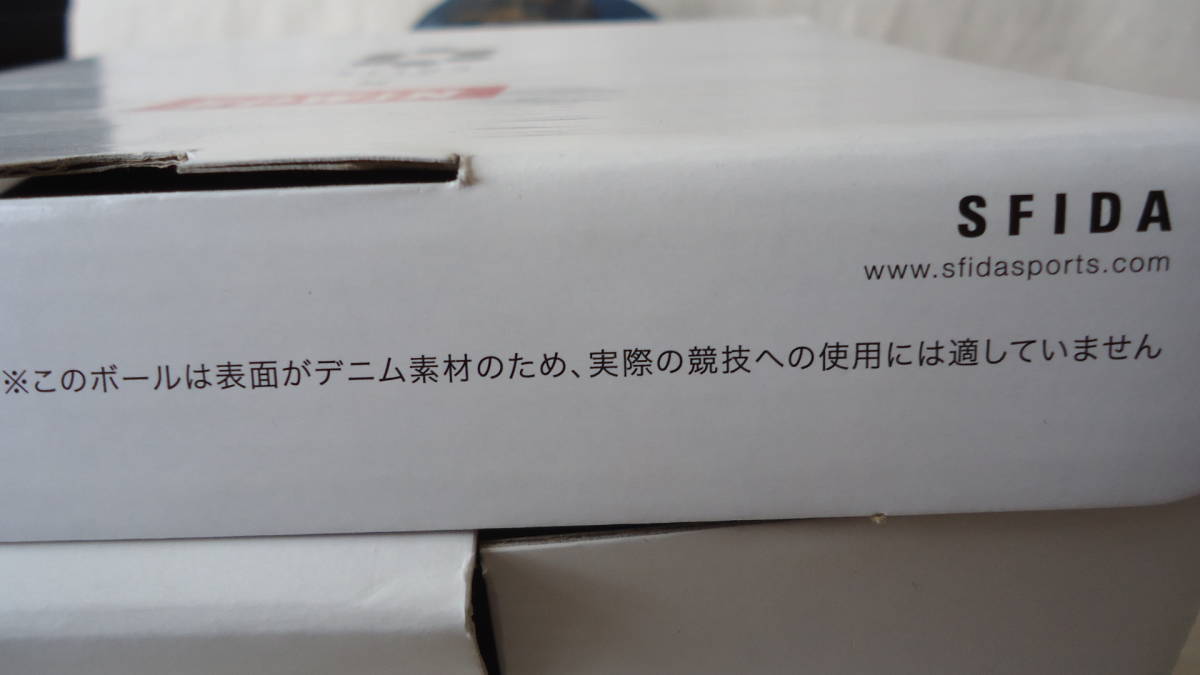 SFIDA
www.sfidasports.com
※このボールは表面がデニム素材のため、実際の競技への使用には適していません